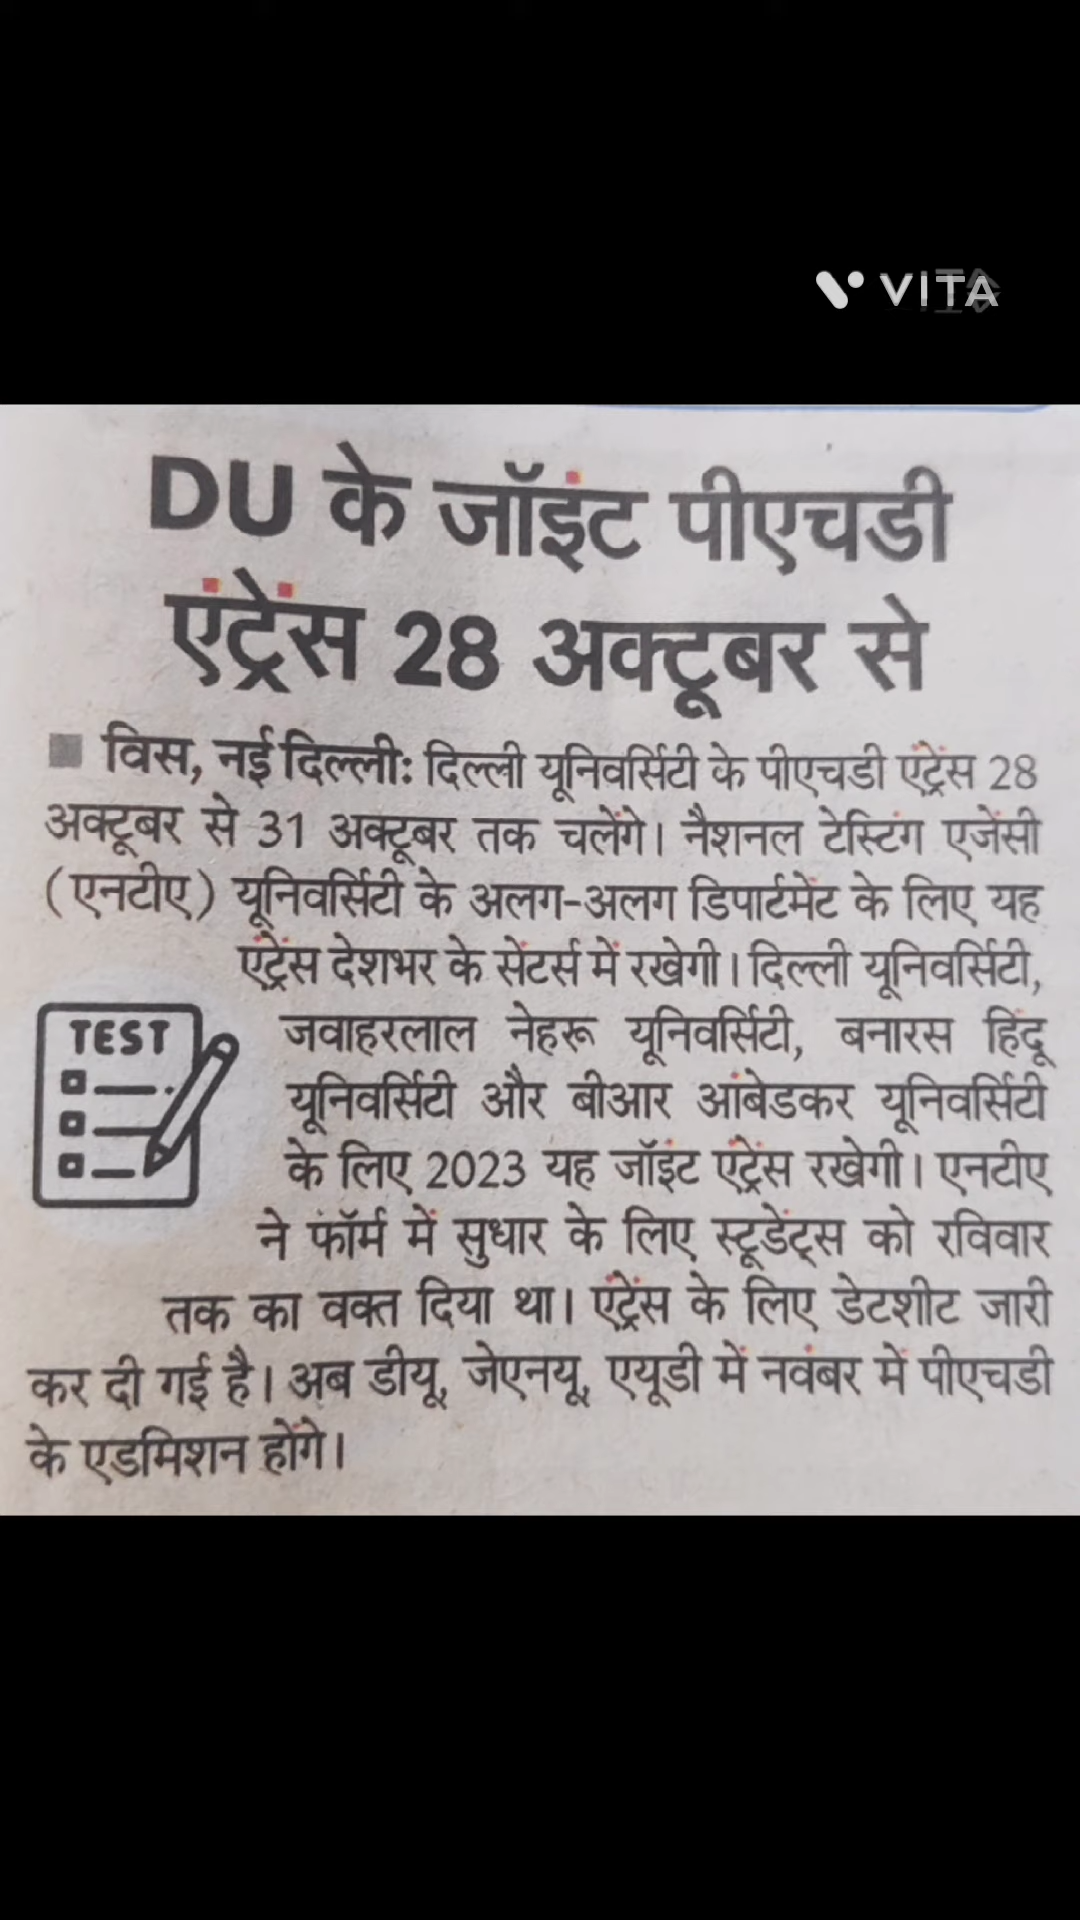 VITA
DU के जॉइंट पीएचडी
एंट्रेंस 28 अक्टूबर से
■ विस, नई दिल्ली: दिल्ली यूनिवर्सिटी के पीएचडी एंट्रेंस 28
अक्टूबर से 31 अक्टूबर तक चलेंगे। नैशनल टेस्टिंग एजेंसी
(एनटीए) यूनिवर्सिटी के अलग-अलग डिपार्टमेंट के लिए यह
एंट्रेंस देशभर के सेंटर्स में रखेगी। दिल्ली यूनिवर्सिटी,
TEST
जवाहरलाल नेहरू यूनिवर्सिटी, बनारस हिंदू
यूनिवर्सिटी और बीआर आंबेडकर यूनिवर्सिटी
के लिए 2023 यह जॉइंट एंट्रेंस रखेगी। एनटीए
ने फॉर्म में सुधार के लिए स्टूडेंट्स को रविवार
तक का वक्त दिया था। एंट्रेंस के लिए डेटशीट जारी
कर दी गई है। अब डीयू, जेएनयू, एयूडी में नवंबर में पीएचडी
के एडमिशन होंगे।